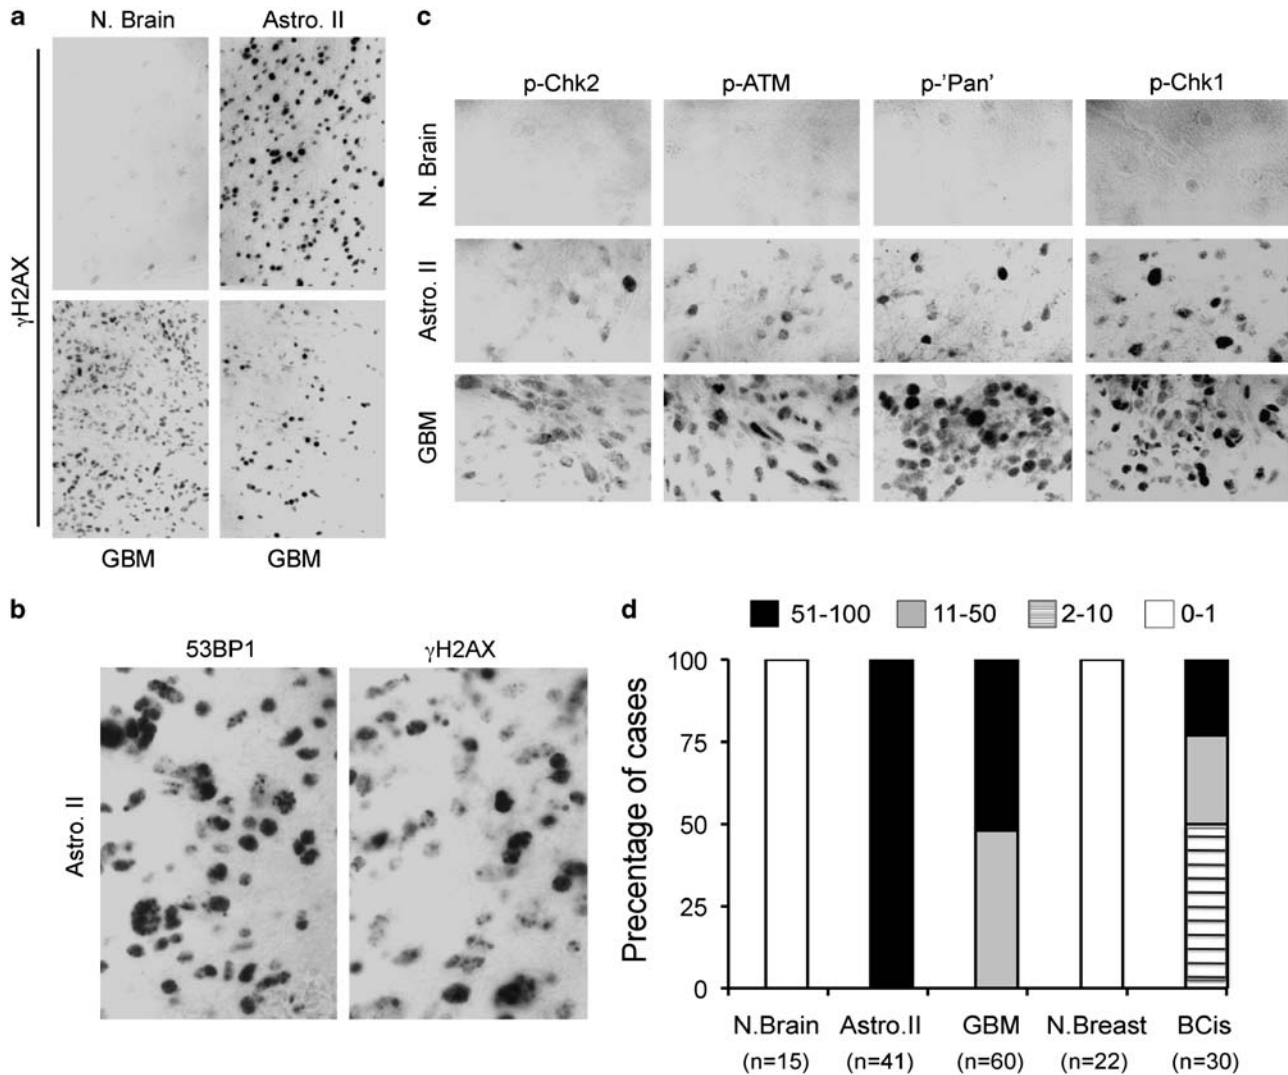 a
N. Brain Astro. II
γH2AX
GBM GBM
c
p-Chk2 p-ATM p-'Pan' p-Chk1
N. Brain
Astro. II
GBM
b
53BP1 γH2AX
Astro. II
d
51-100 11-50 2-10 0-1
Precentage of cases
100
75
50
25
0
N.Brain Astro.II GBM N.Breast BCis
(n=15) (n=41) (n=60) (n=22) (n=30)